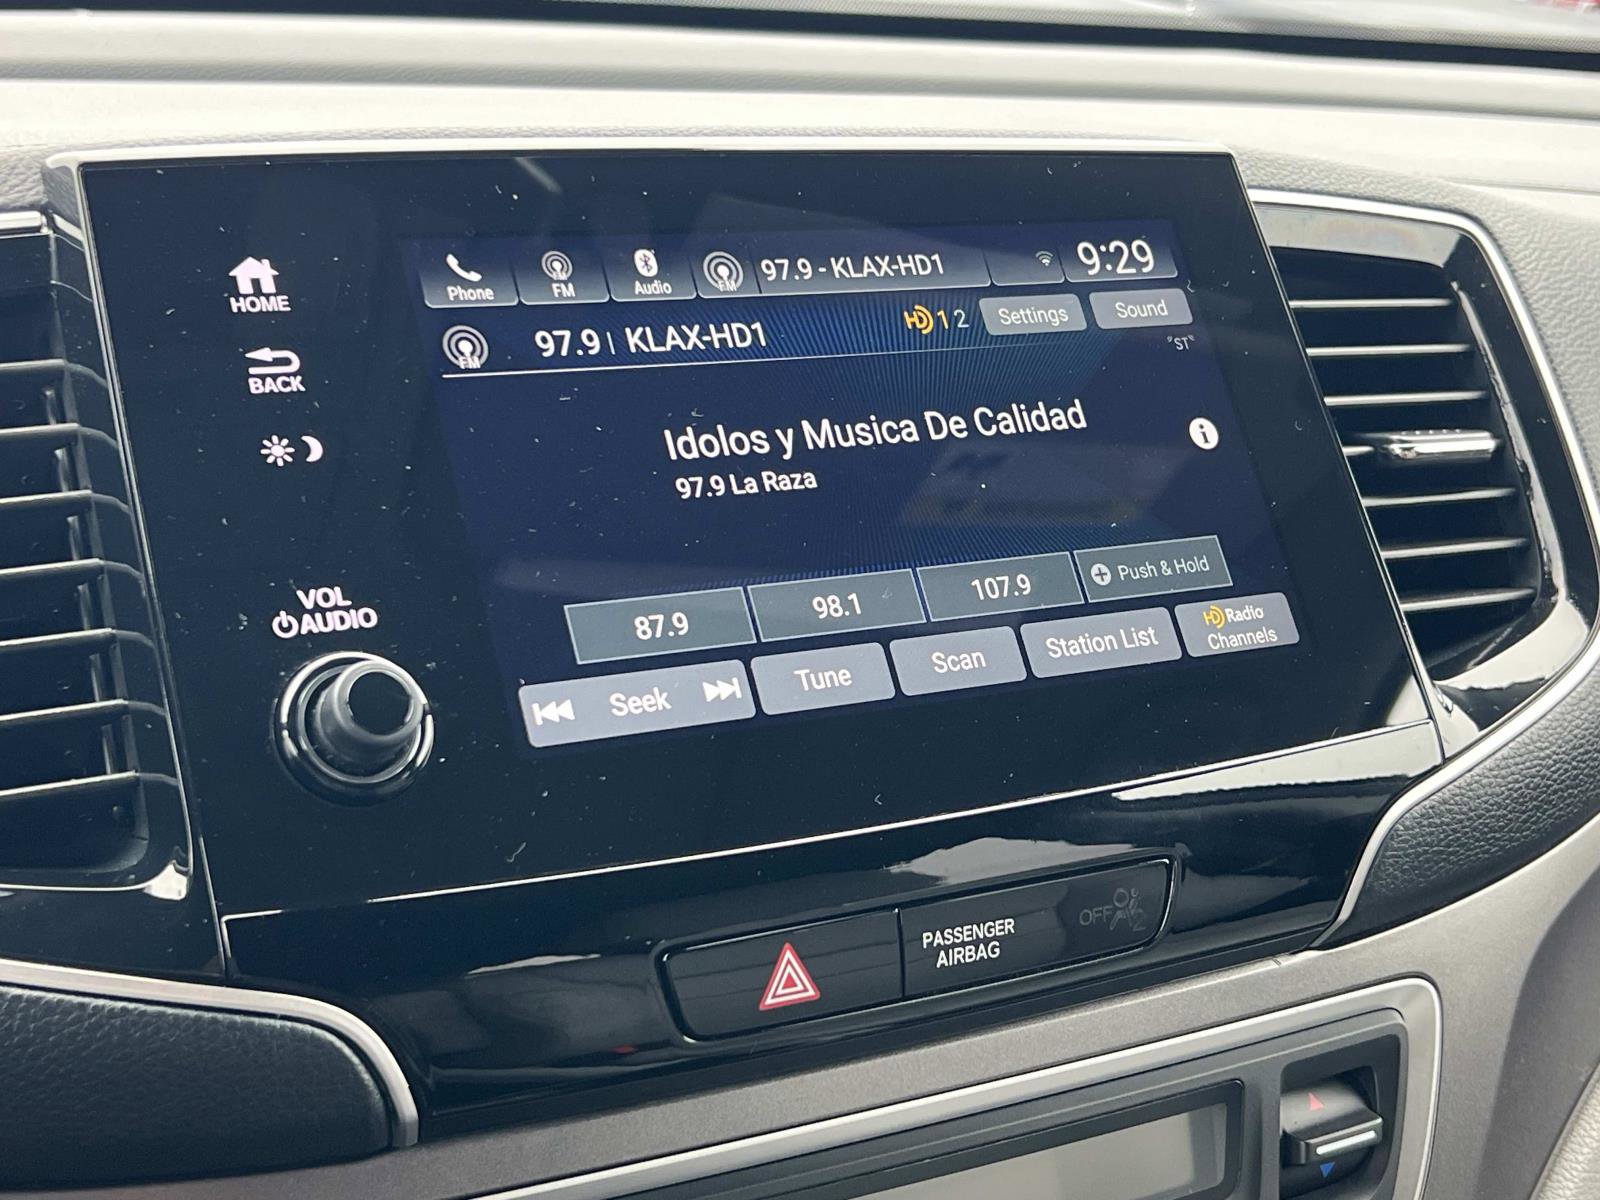 HOME
BACK
VOL
AUDIO
Phone
FM
Audio
FM
97.9 - KLAX-HD1
9:29
FM
97.9 | KLAX-HD1
HD 1 2
Settings
Sound
"ST"
Idolos y Musica De Calidad
97.9 La Raza
i
87.9
98.1
107.9
+ Push & Hold
Seek
Tune
Scan
Station List
HD Radio
Channels
PASSENGER
AIRBAG
OFF
2